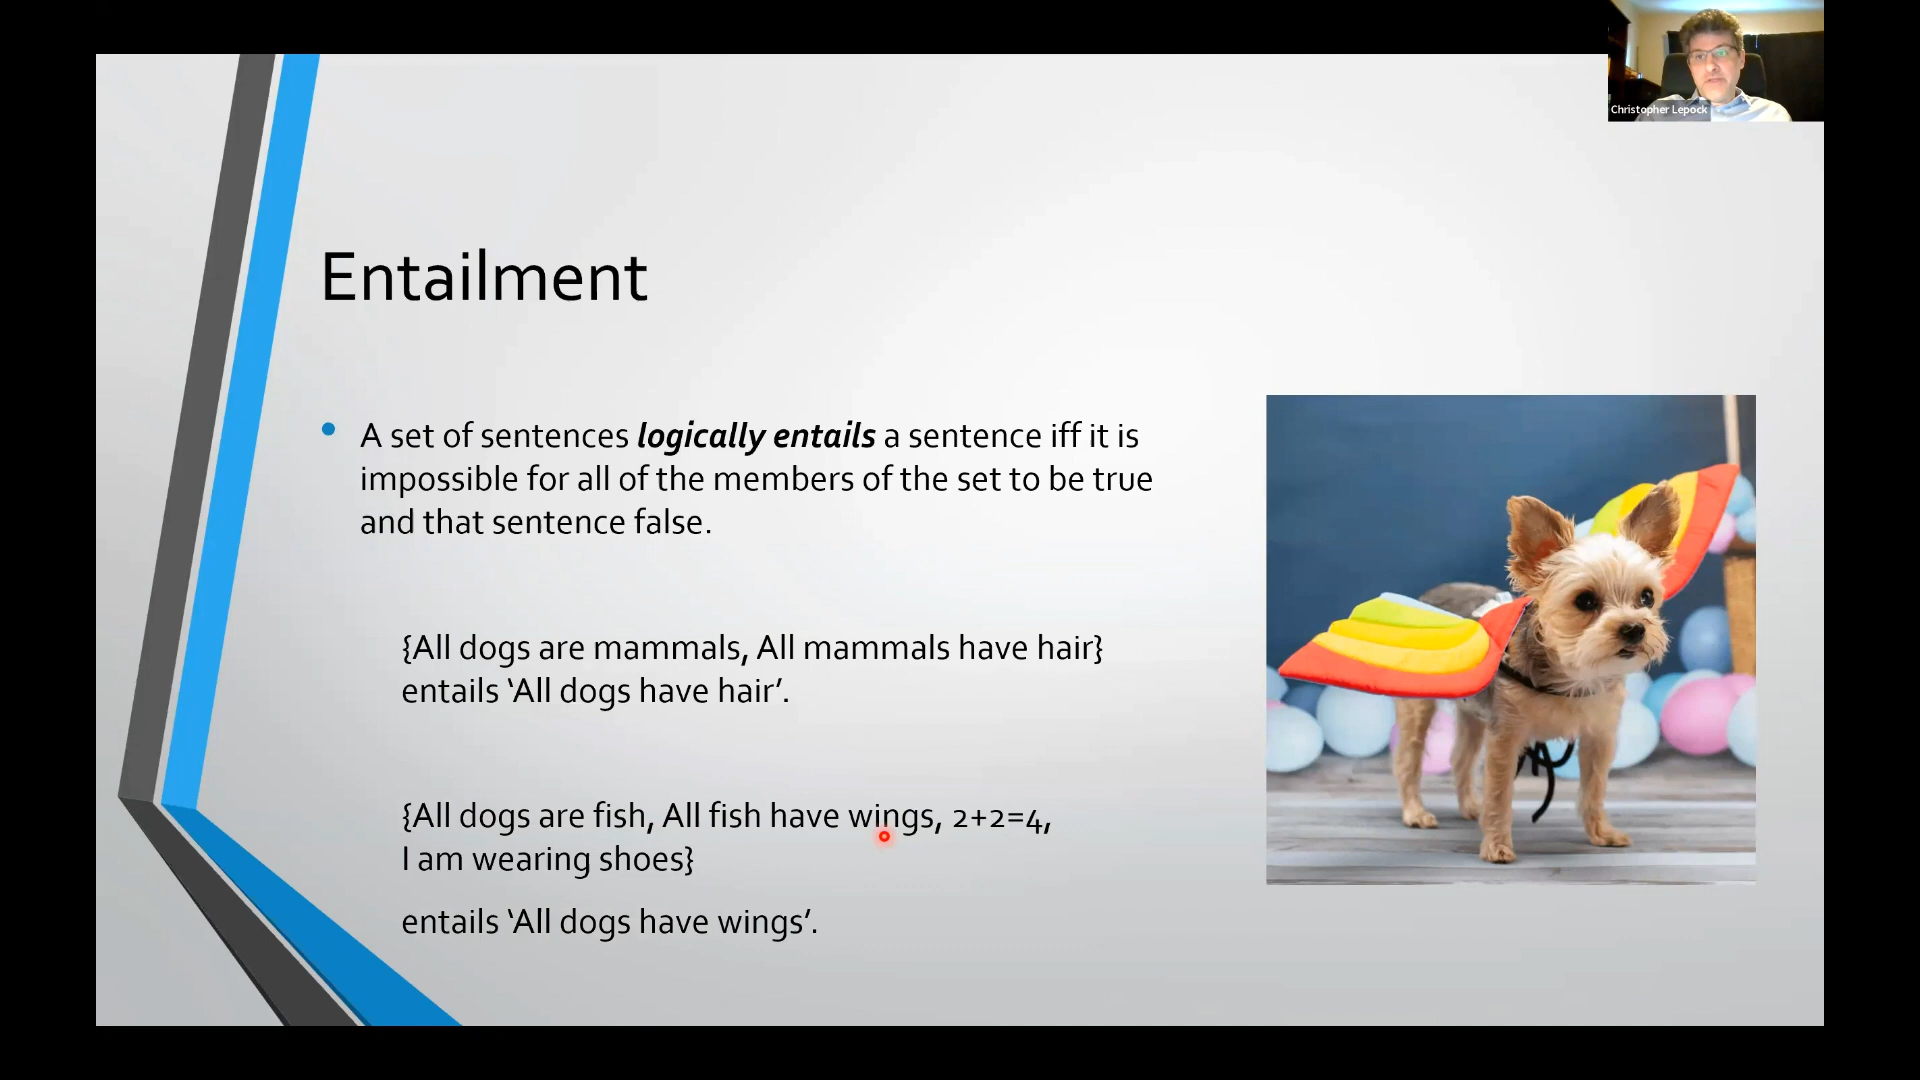 Christopher Lepock
Entailment
• A set of sentences logically entails a sentence iff it is
impossible for all of the members of the set to be true
and that sentence false.
{All dogs are mammals, All mammals have hair}
entails ‘All dogs have hair’.
{All dogs are fish, All fish have wings, 2+2=4,
I am wearing shoes}
entails ‘All dogs have wings’.